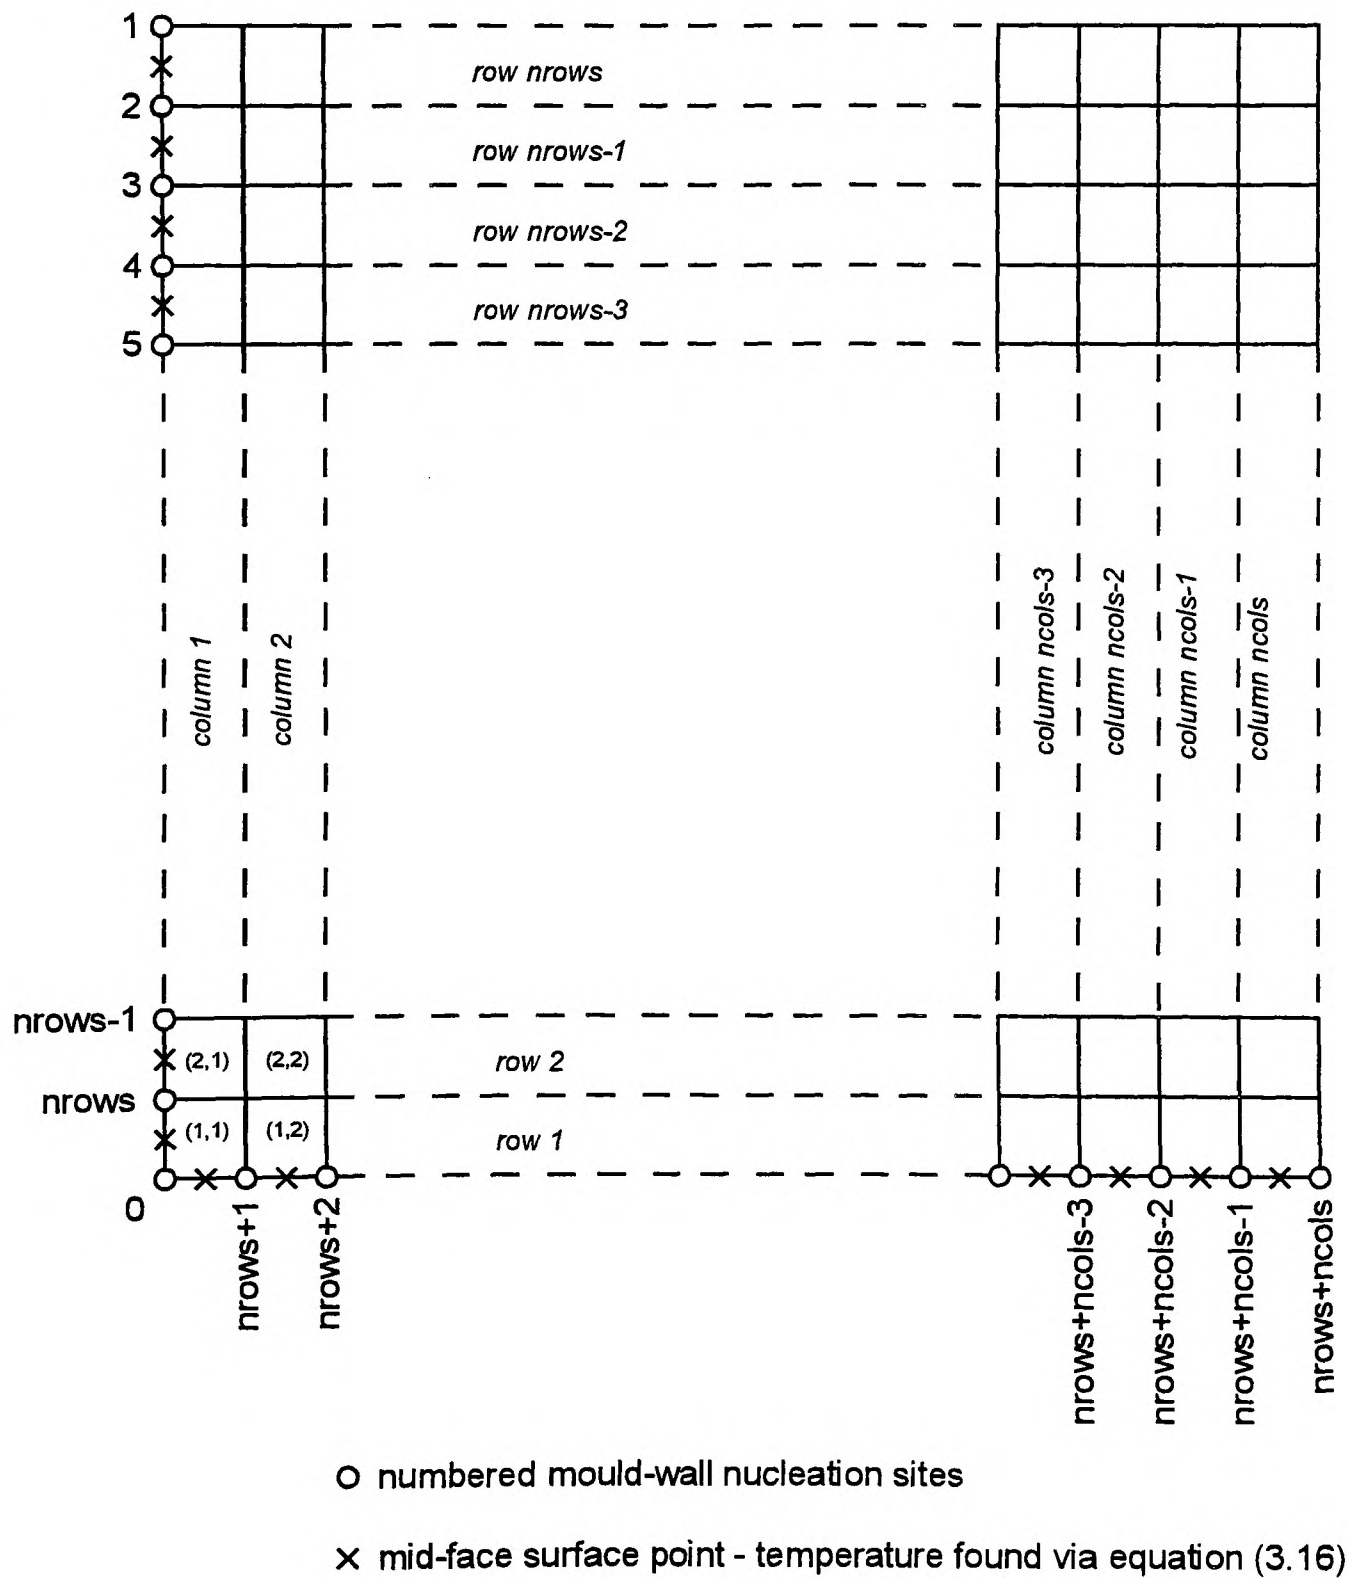 1
row nrows
2
row nrows-1
3
row nrows-2
4
row nrows-3
5
column 1
column 2
column ncols-3
column ncols-2
column ncols-1
column ncols
nrows-1
(2,1)
(2,2)
row 2
nrows
(1,1)
(1,2)
row 1
0
nrows+1
nrows+2
nrows+ncols-3
nrows+ncols-2
nrows+ncols-1
nrows+ncols
numbered mould-wall nucleation sites
mid-face surface point - temperature found via equation (3.16)